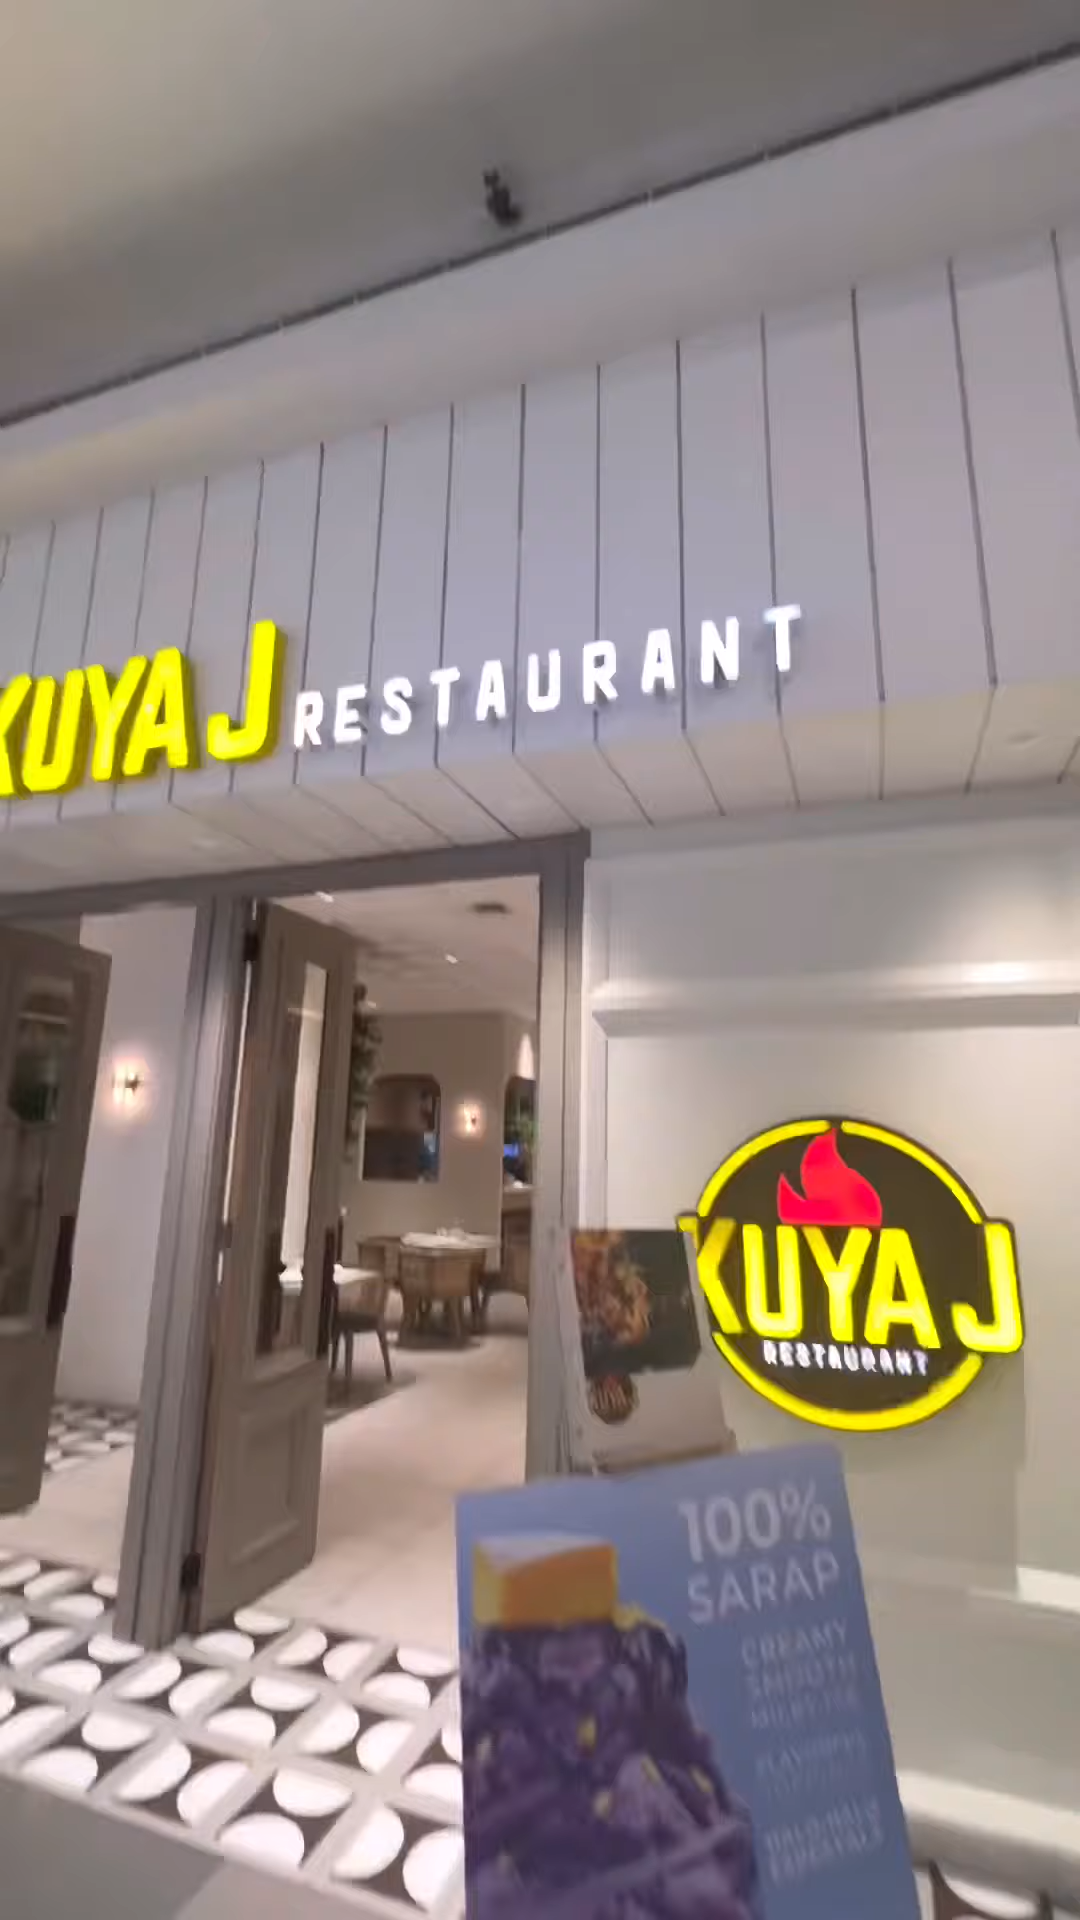 KUYA J RESTAURANT
KUYA J
RESTAURANT
100%
SARAP
CREAMY
SMOOTH